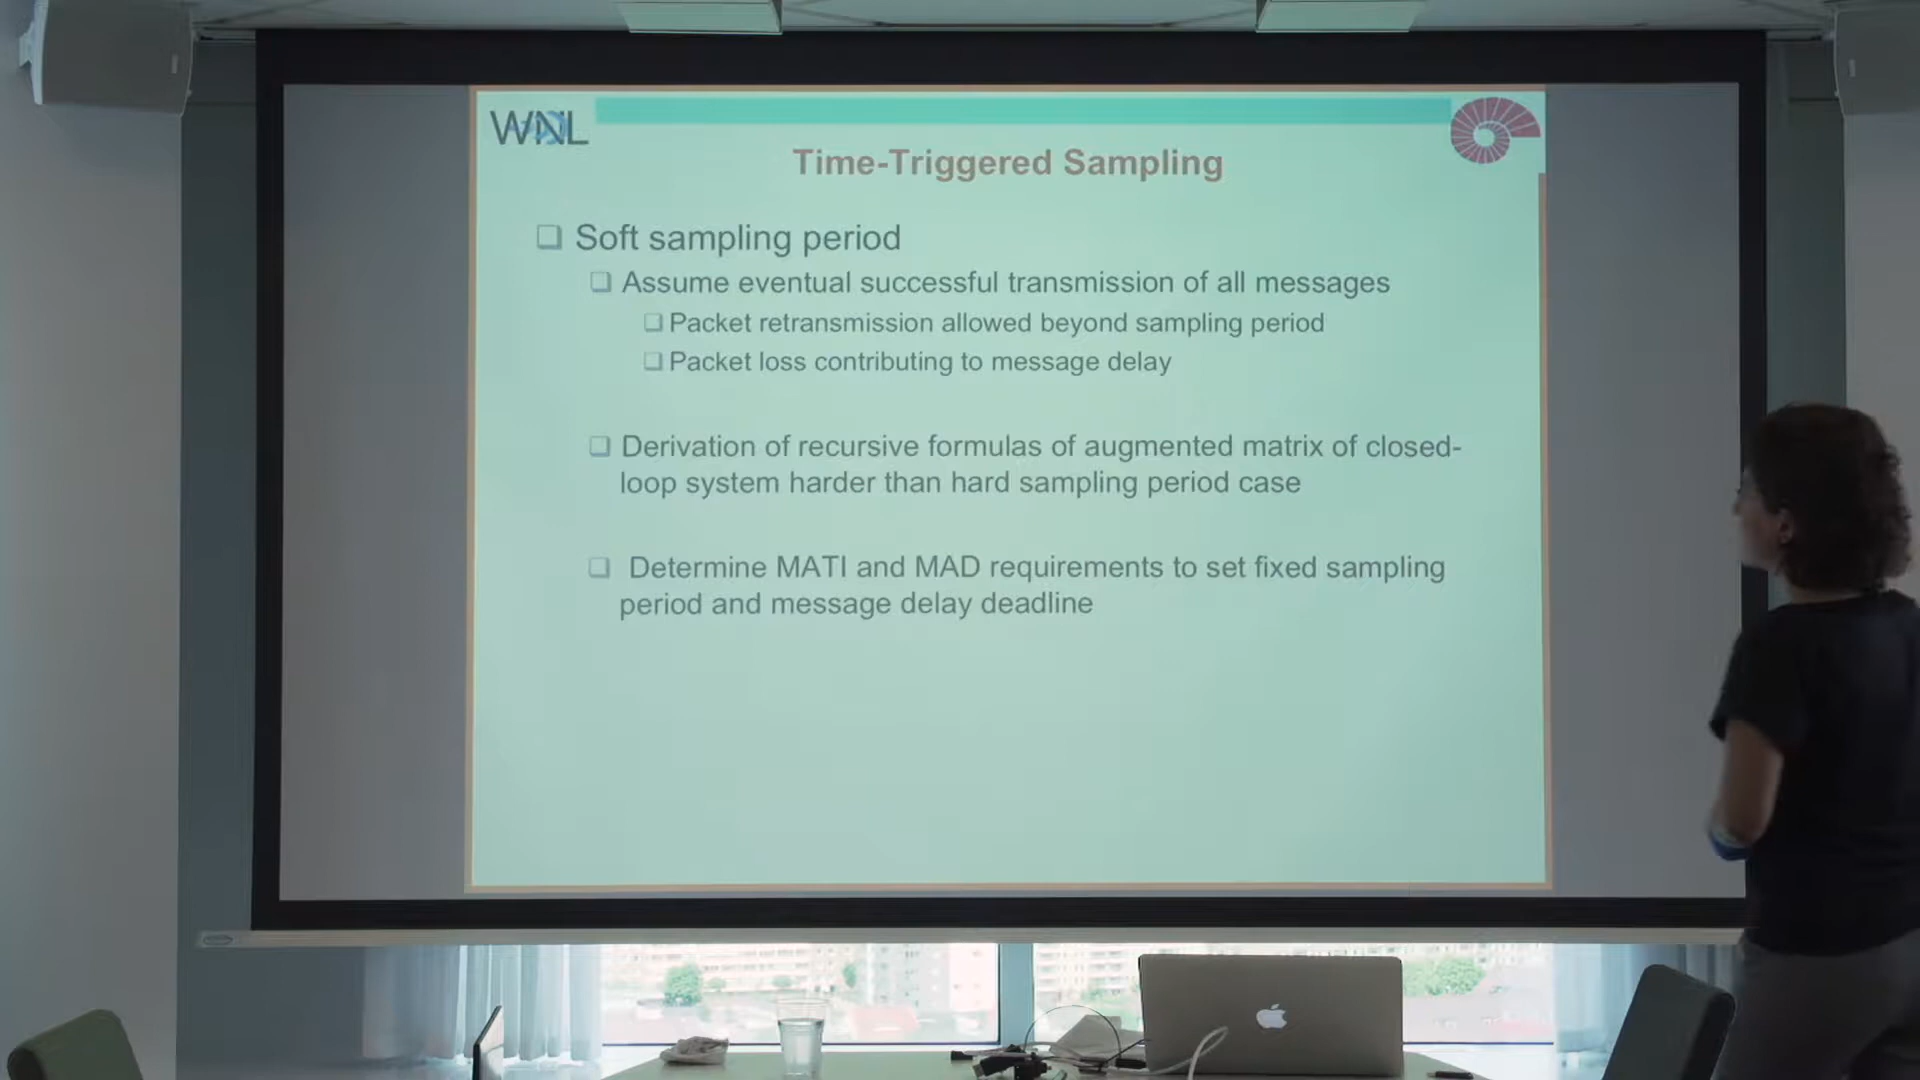 WNL
Time-Triggered Sampling
Soft sampling period
Assume eventual successful transmission of all messages
Packet retransmission allowed beyond sampling period
Packet loss contributing to message delay
Derivation of recursive formulas of augmented matrix of closed-
loop system harder than hard sampling period case
Determine MATI and MAD requirements to set fixed sampling
period and message delay deadline